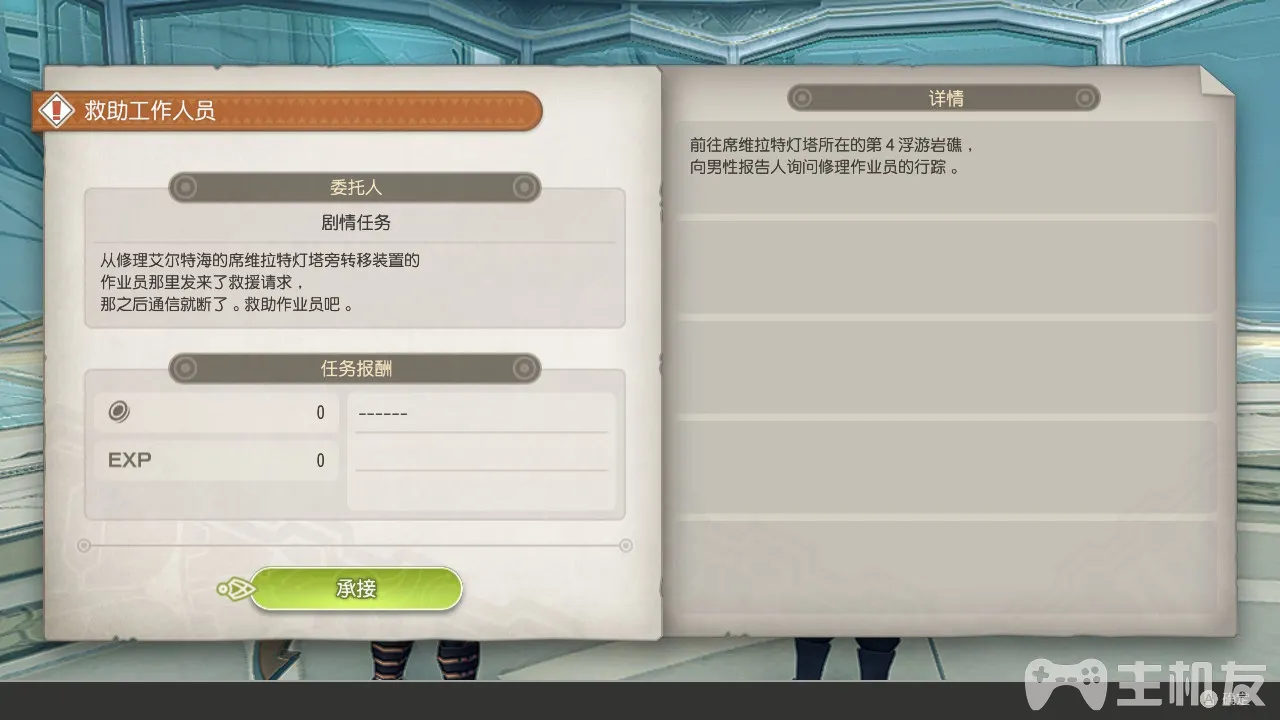 救助工作人员
委托人
剧情任务
从修理艾尔特海的席维拉特灯塔旁转移装置的
作业员那里发来了救援请求，
那之后通信就断了。救助作业员吧。
任务报酬
0
------
EXP 0
承接
详情
前往席维拉特灯塔所在的第4浮游岩礁，
向男性报告人询问修理作业员的行踪。
主机友
A 确定